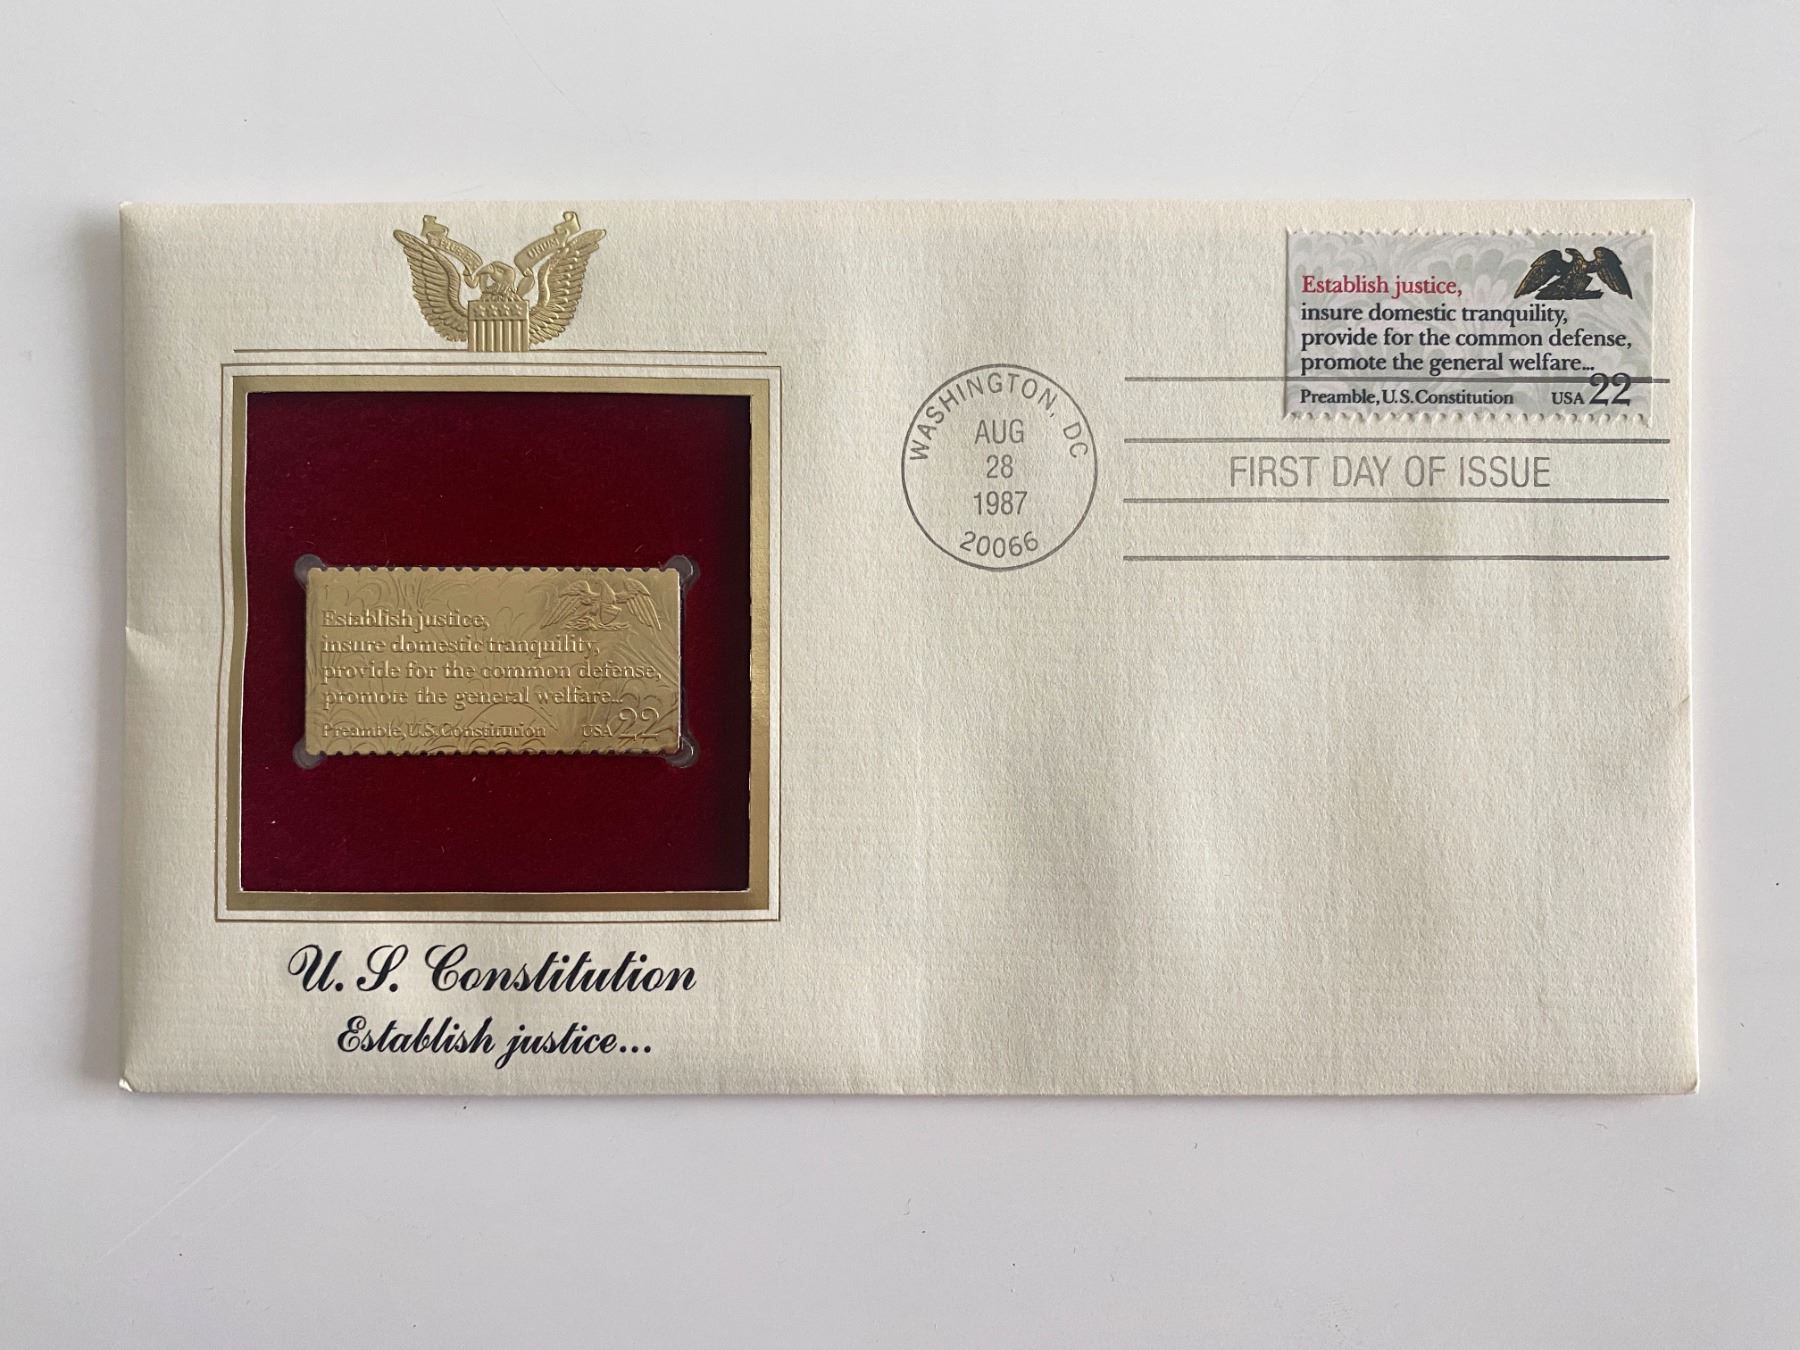 PLURIBUS UNUM
Establish justice,
insure domestic tranquility,
provide for the common defense,
promote the general welfare...
Preamble, U.S. Constitution USA 22
WASHINGTON, DC
AUG
28
1987
20066
FIRST DAY OF ISSUE
Establish justice,
insure domestic tranquility,
provide for the common defense,
promote the general welfare...
Preamble, U.S. Constitution USA 22
U. S. Constitution
Establish justice...